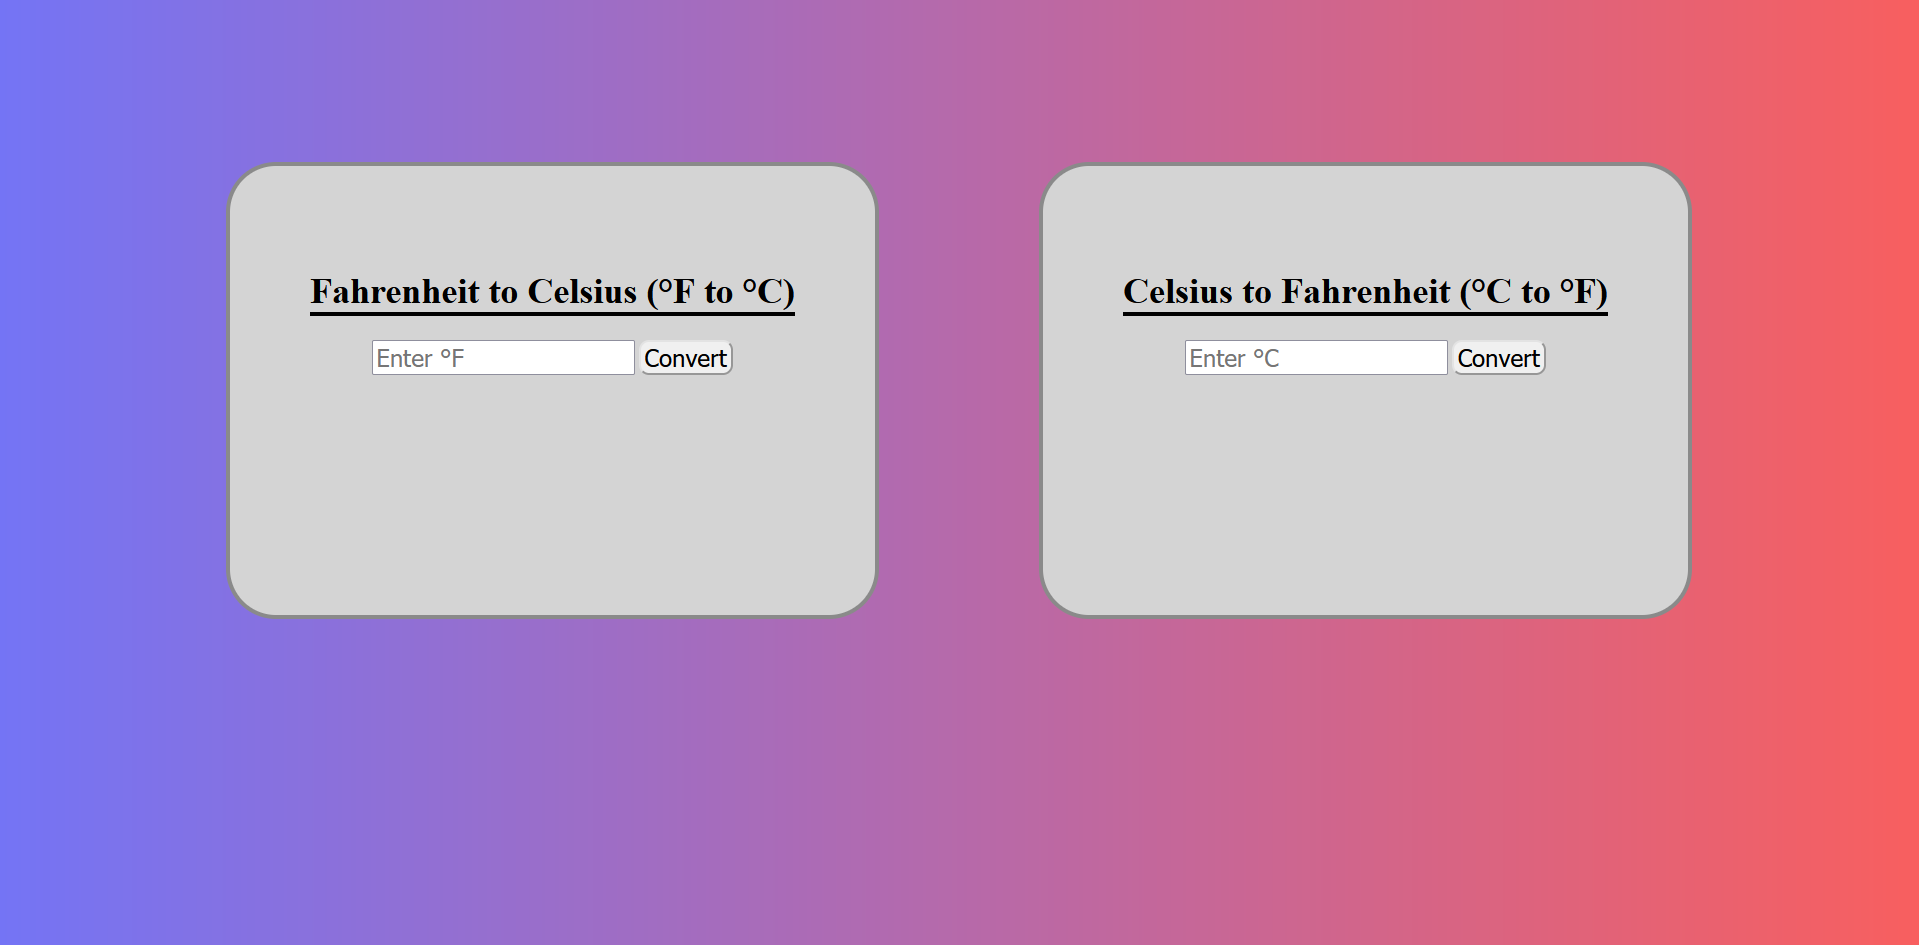 Fahrenheit to Celsius (°F to °C)
Enter °F
Convert
Celsius to Fahrenheit (°C to °F)
Enter °C
Convert